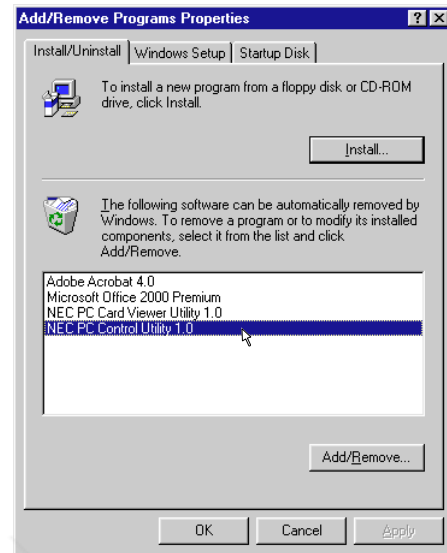 Add/Remove Programs Properties
Install/Uninstall
Windows Setup
Startup Disk
To install a new program from a floppy disk or CD-ROM
drive, click Install.
Install...
The following software can be automatically removed by
Windows. To remove a program or to modify its installed
components, select it from the list and click
Add/Remove.
Adobe Acrobat 4.0
Microsoft Office 2000 Premium
NEC PC Card Viewer Utility 1.0
NEC PC Control Utility 1.0
Add/Remove...
OK
Cancel
Apply